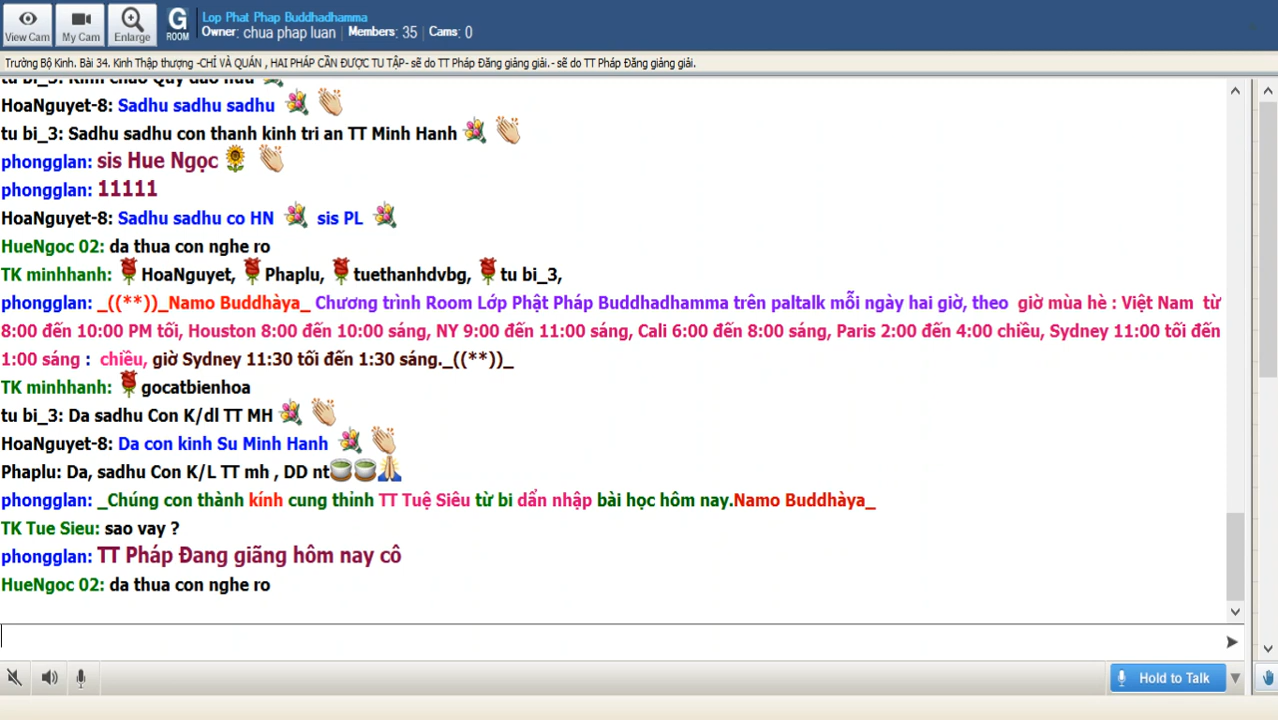 View Cam
My Cam
Enlarge
G
ROOM
Lop Phat Phap Buddhadhamma
Owner: chua phap luan | Members: 35 | Cams: 0
Trường Bộ Kinh. Bài 34. Kinh Thập thượng -CHỈ VÀ QUÁN , HAI PHÁP CẦN ĐƯỢC TU TẬP- sẽ do TT Pháp Đăng giảng giải.- sẽ do TT Pháp Đăng giảng giải.
tu bi_3: Kinh chao Quy dao huu
HoaNguyet-8: Sadhu sadhu sadhu
tu bi_3: Sadhu sadhu con thanh kinh tri an TT Minh Hanh
phongglan: sis Hue Ngọc
phongglan: 11111
HoaNguyet-8: Sadhu sadhu co HN sis PL
HueNgoc 02: da thua con nghe ro
TK minhhanh: HoaNguyet, Phaplu, tuethanhdvbg, tu bi_3,
phongglan: _((**))_Namo Buddhàya_ Chương trình Room Lớp Phật Pháp Buddhadhamma trên paltalk mỗi ngày hai giờ, theo giờ mùa hè : Việt Nam từ
8:00 đến 10:00 PM tối, Houston 8:00 đến 10:00 sáng, NY 9:00 đến 11:00 sáng, Cali 6:00 đến 8:00 sáng, Paris 2:00 đến 4:00 chiều, Sydney 11:00 tối đến
1:00 sáng : chiều, giờ Sydney 11:30 tối đến 1:30 sáng._((**))_
TK minhhanh: gocatbienhoa
tu bi_3: Da sadhu Con K/dl TT MH
HoaNguyet-8: Da con kinh Su Minh Hanh
Phaplu: Da, sadhu Con K/L TT mh , DD nt
phongglan: _Chúng con thành kính cung thỉnh TT Tuệ Siêu từ bi dẩn nhập bài học hôm nay.Namo Buddhàya_
TK Tue Sieu: sao vay ?
phongglan: TT Pháp Đang giãng hôm nay cô
HueNgoc 02: da thua con nghe ro
Hold to Talk